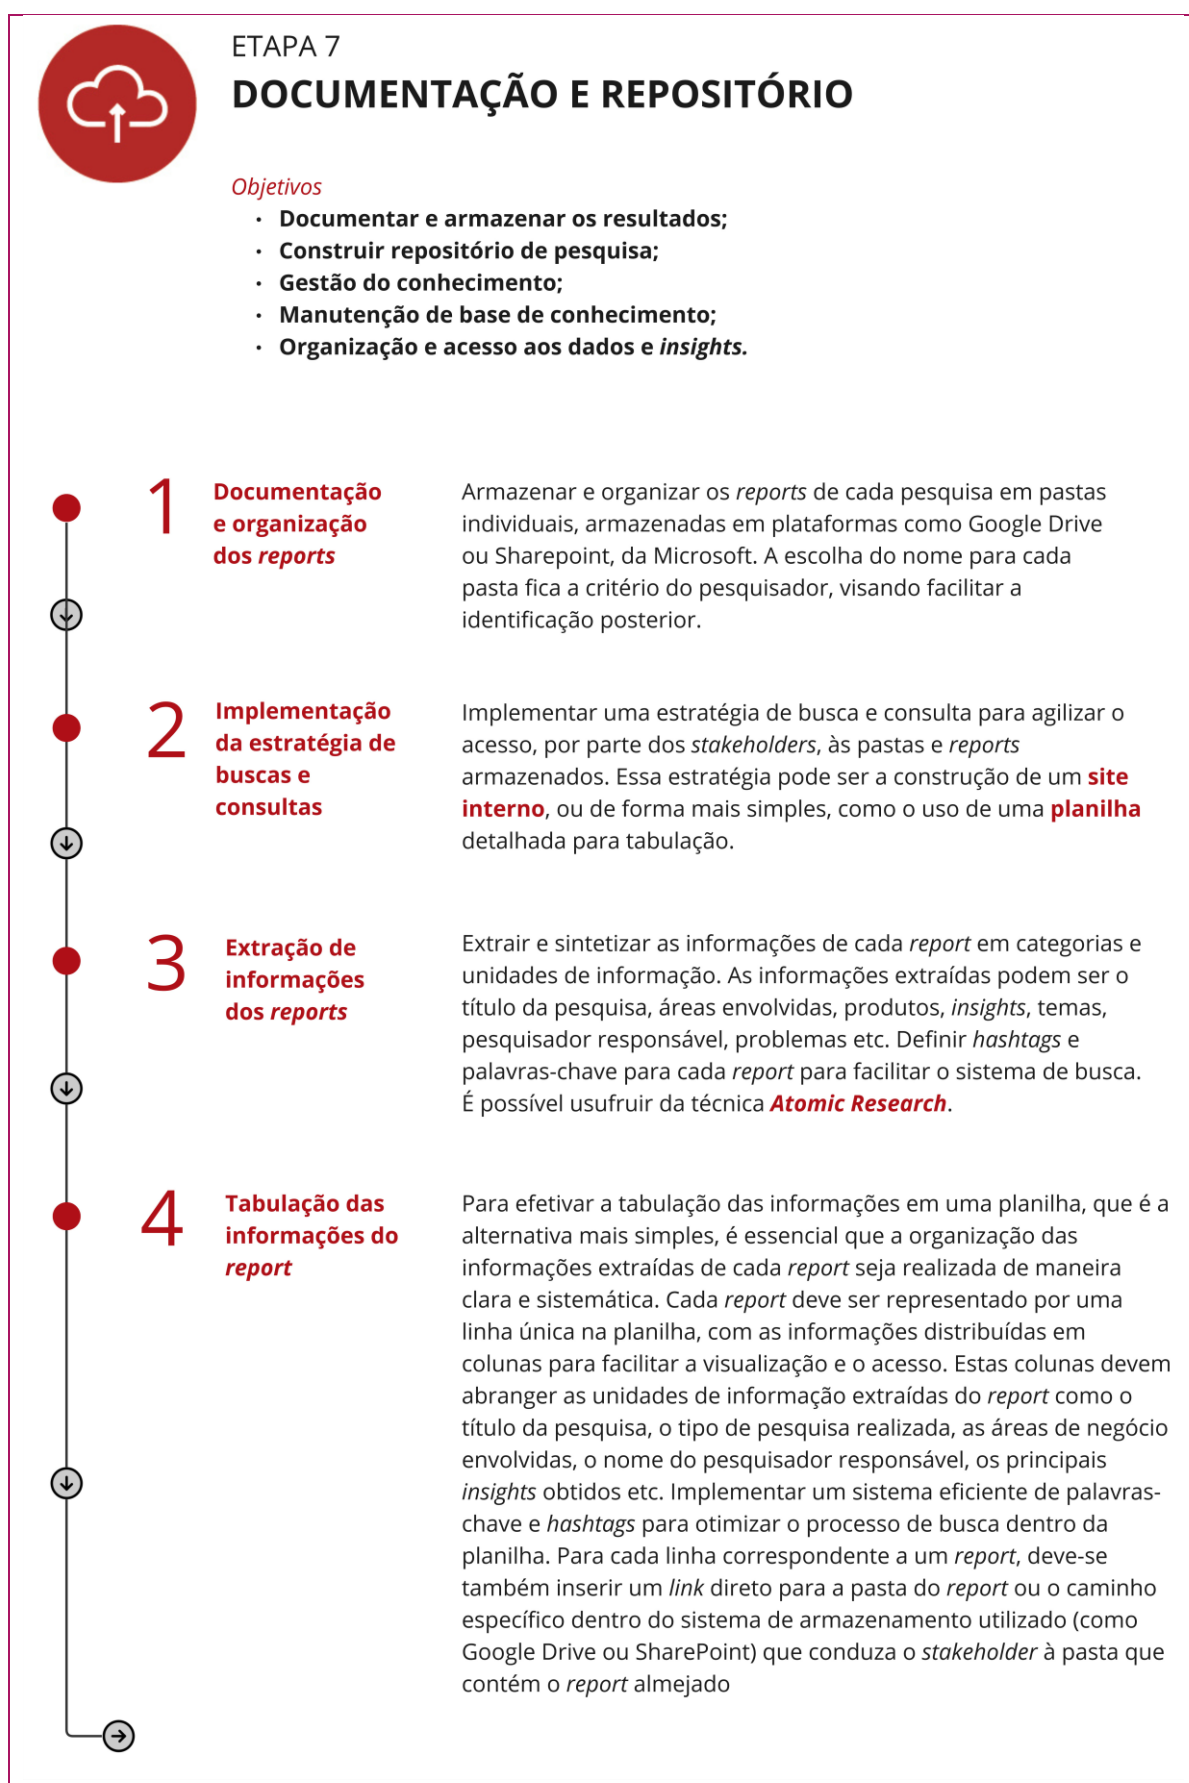 ETAPA 7
DOCUMENTAÇÃO E REPOSITÓRIO
Objetivos
· Documentar e armazenar os resultados;
· Construir repositório de pesquisa;
· Gestão do conhecimento;
· Manutenção de base de conhecimento;
· Organização e acesso aos dados e insights.
1
Documentação
e organização
dos reports
Armazenar e organizar os reports de cada pesquisa em pastas
individuais, armazenadas em plataformas como Google Drive
ou Sharepoint, da Microsoft. A escolha do nome para cada
pasta fica a critério do pesquisador, visando facilitar a
identificação posterior.
2
Implementação
da estratégia de
buscas e
consultas
Implementar uma estratégia de busca e consulta para agilizar o
acesso, por parte dos stakeholders, às pastas e reports
armazenados. Essa estratégia pode ser a construção de um site
interno, ou de forma mais simples, como o uso de uma planilha
detalhada para tabulação.
3
Extração de
informações
dos reports
Extrair e sintetizar as informações de cada report em categorias e
unidades de informação. As informações extraídas podem ser o
título da pesquisa, áreas envolvidas, produtos, insights, temas,
pesquisador responsável, problemas etc. Definir hashtags e
palavras-chave para cada report para facilitar o sistema de busca.
É possível usufruir da técnica Atomic Research.
4
Tabulação das
informações do
report
Para efetivar a tabulação das informações em uma planilha, que é a
alternativa mais simples, é essencial que a organização das
informações extraídas de cada report seja realizada de maneira
clara e sistemática. Cada report deve ser representado por uma
linha única na planilha, com as informações distribuídas em
colunas para facilitar a visualização e o acesso. Estas colunas devem
abranger as unidades de informação extraídas do report como o
título da pesquisa, o tipo de pesquisa realizada, as áreas de negócio
envolvidas, o nome do pesquisador responsável, os principais
insights obtidos etc. Implementar um sistema eficiente de palavras-
chave e hashtags para otimizar o processo de busca dentro da
planilha. Para cada linha correspondente a um report, deve-se
também inserir um link direto para a pasta do report ou o caminho
específico dentro do sistema de armazenamento utilizado (como
Google Drive ou SharePoint) que conduza o stakeholder à pasta que
contém o report almejado